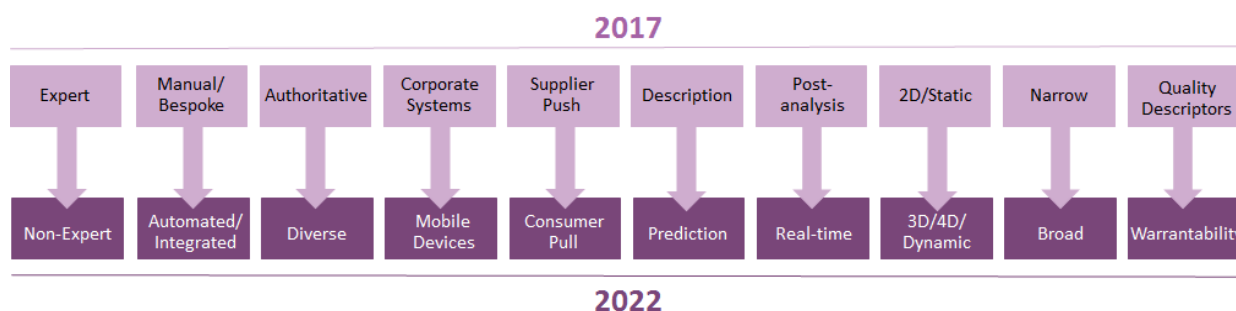 2017
Expert
Manual/
Bespoke
Authoritative
Corporate
Systems
Supplier
Push
Description
Post-
analysis
2D/Static
Narrow
Quality
Descriptors
Non-Expert
Automated/
Integrated
Diverse
Mobile
Devices
Consumer
Pull
Prediction
Real-time
3D/4D/
Dynamic
Broad
Warrantability
2022